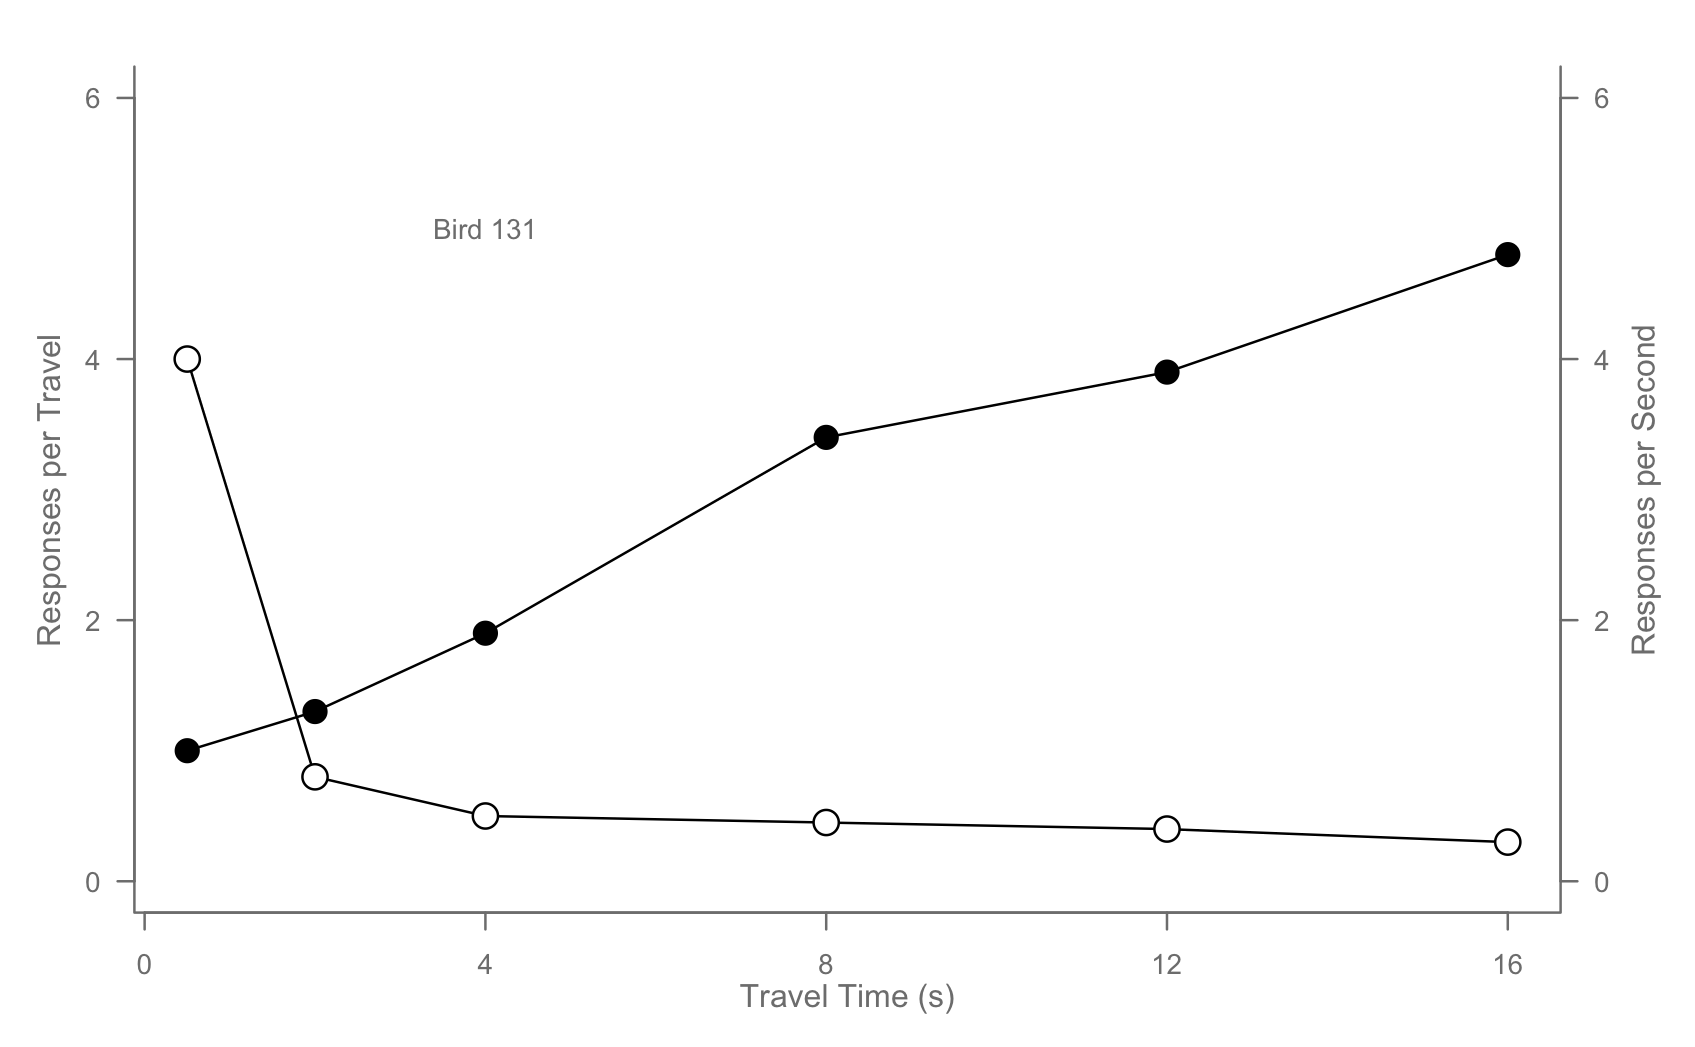 6
6
Bird 131
4
4
Responses per Travel
Responses per Second
2
2
0
0
0 4 8 12 16
Travel Time (s)